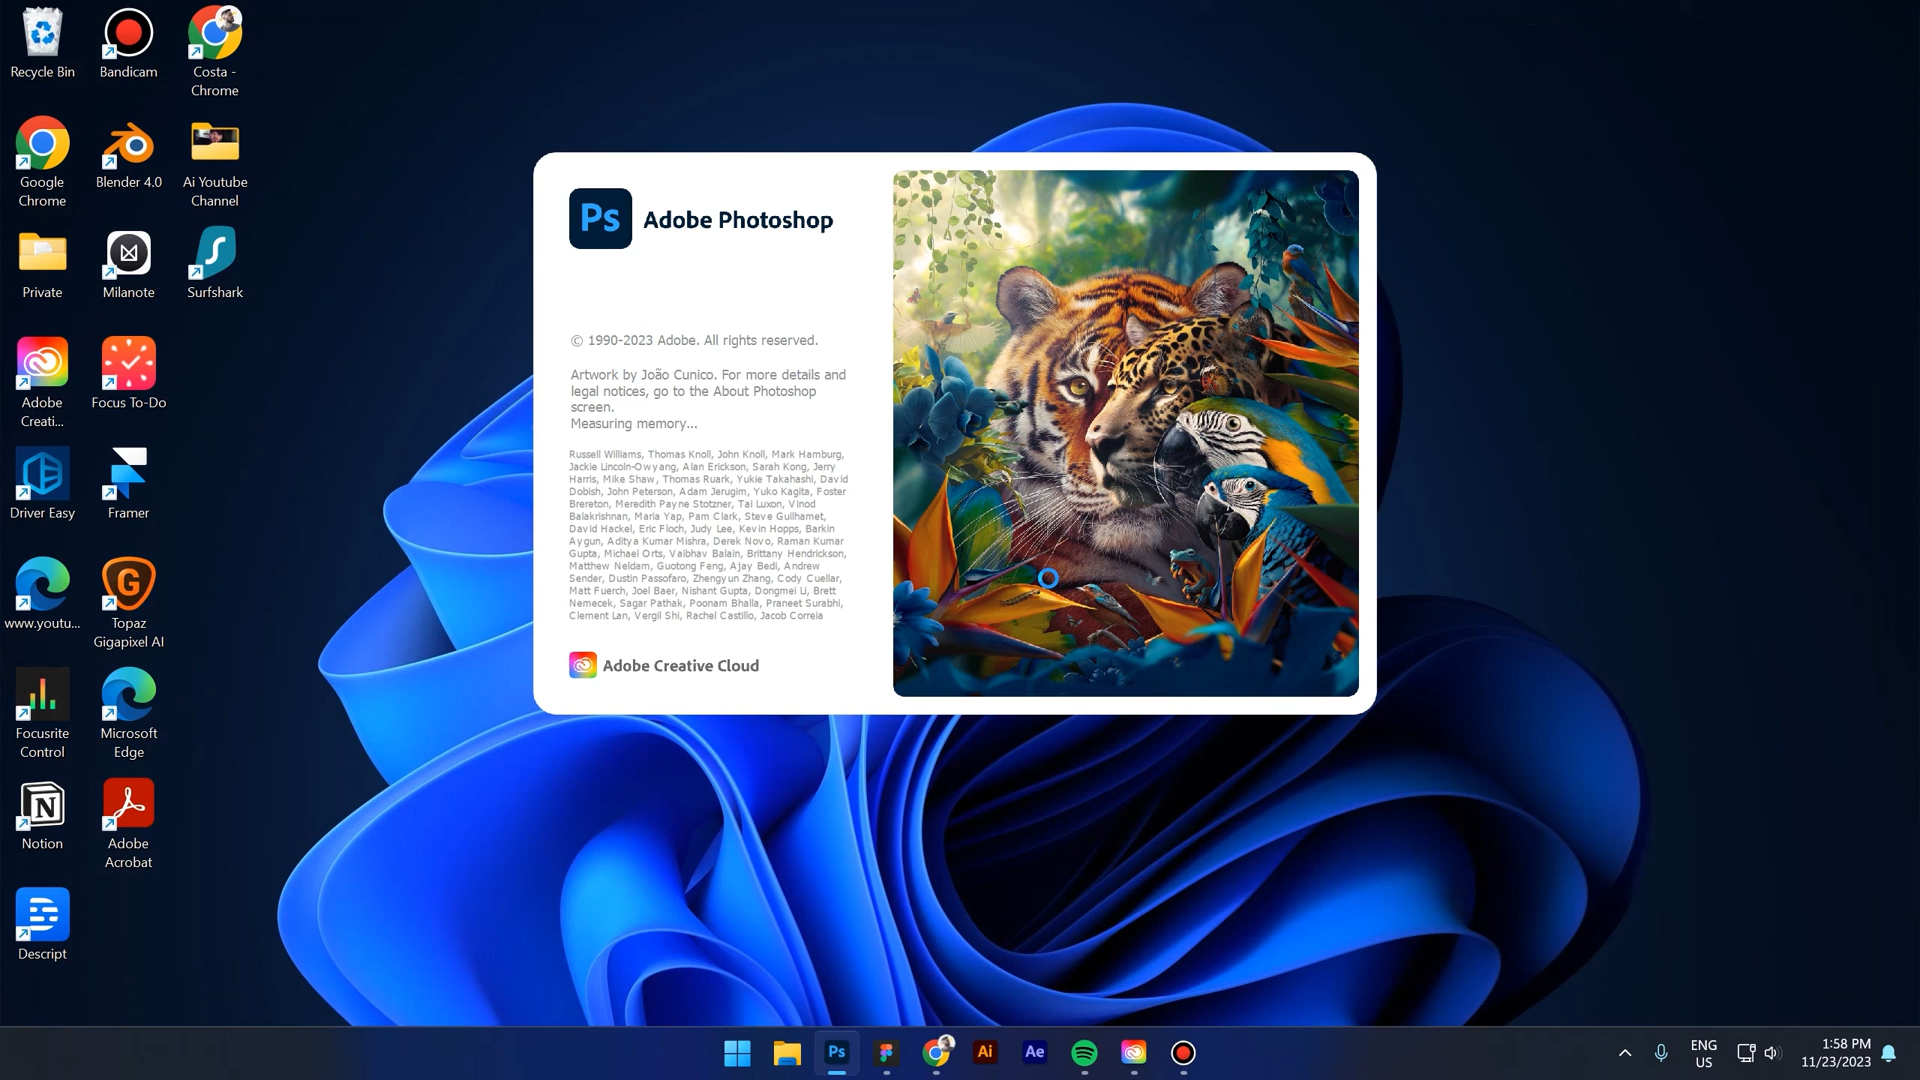 Recycle Bin
Bandicam
Costa -
Chrome
Google
Chrome
Blender 4.0
Ai Youtube
Channel
Private
Milanote
Surfshark
Adobe
Creati...
Focus To-Do
Driver Easy
Framer
www.youtu...
Topaz
Gigapixel AI
Focusrite
Control
Microsoft
Edge
Notion
Adobe
Acrobat
Descript
Ps Adobe Photoshop
© 1990-2023 Adobe. All rights reserved.
Artwork by João Cunico. For more details and
legal notices, go to the About Photoshop
screen.
Measuring memory...
Russell Williams, Thomas Knoll, John Knoll, Mark Hamburg,
Jackie Lincoln-Owyang, Alan Erickson, Sarah Kong, Jerry
Harris, Mike Shaw, Thomas Ruark, Yukie Takahashi, David
Dobish, John Peterson, Adam Jerugim, Yuko Kagita, Foster
Brereton, Meredith Payne Stotzner, Tai Luxon, Vinod
Balakrishnan, Maria Yap, Pam Clark, Steve Guilhamet,
David Hackel, Eric Floch, Judy Lee, Kevin Hopps, Barkin
Aygun, Aditya Kumar Mishra, Derek Novo, Raman Kumar
Gupta, Michael Orts, Vaibhav Balain, Brittany Hendrickson,
Matthew Neldam, Guotong Feng, Ajay Bedi, Andrew
Sender, Dustin Passofaro, Zhengyun Zhang, Cody Cuellar,
Matt Fuerch, Joel Baer, Nishant Gupta, Dongmei Li, Brett
Nemecek, Sagar Pathak, Poonam Bhalla, Praneet Surabhi,
Clement Lan, Vergil Shi, Rachel Castillo, Jacob Correia
Adobe Creative Cloud
Ps
Ai
Ae
ENG
US
1:58 PM
11/23/2023